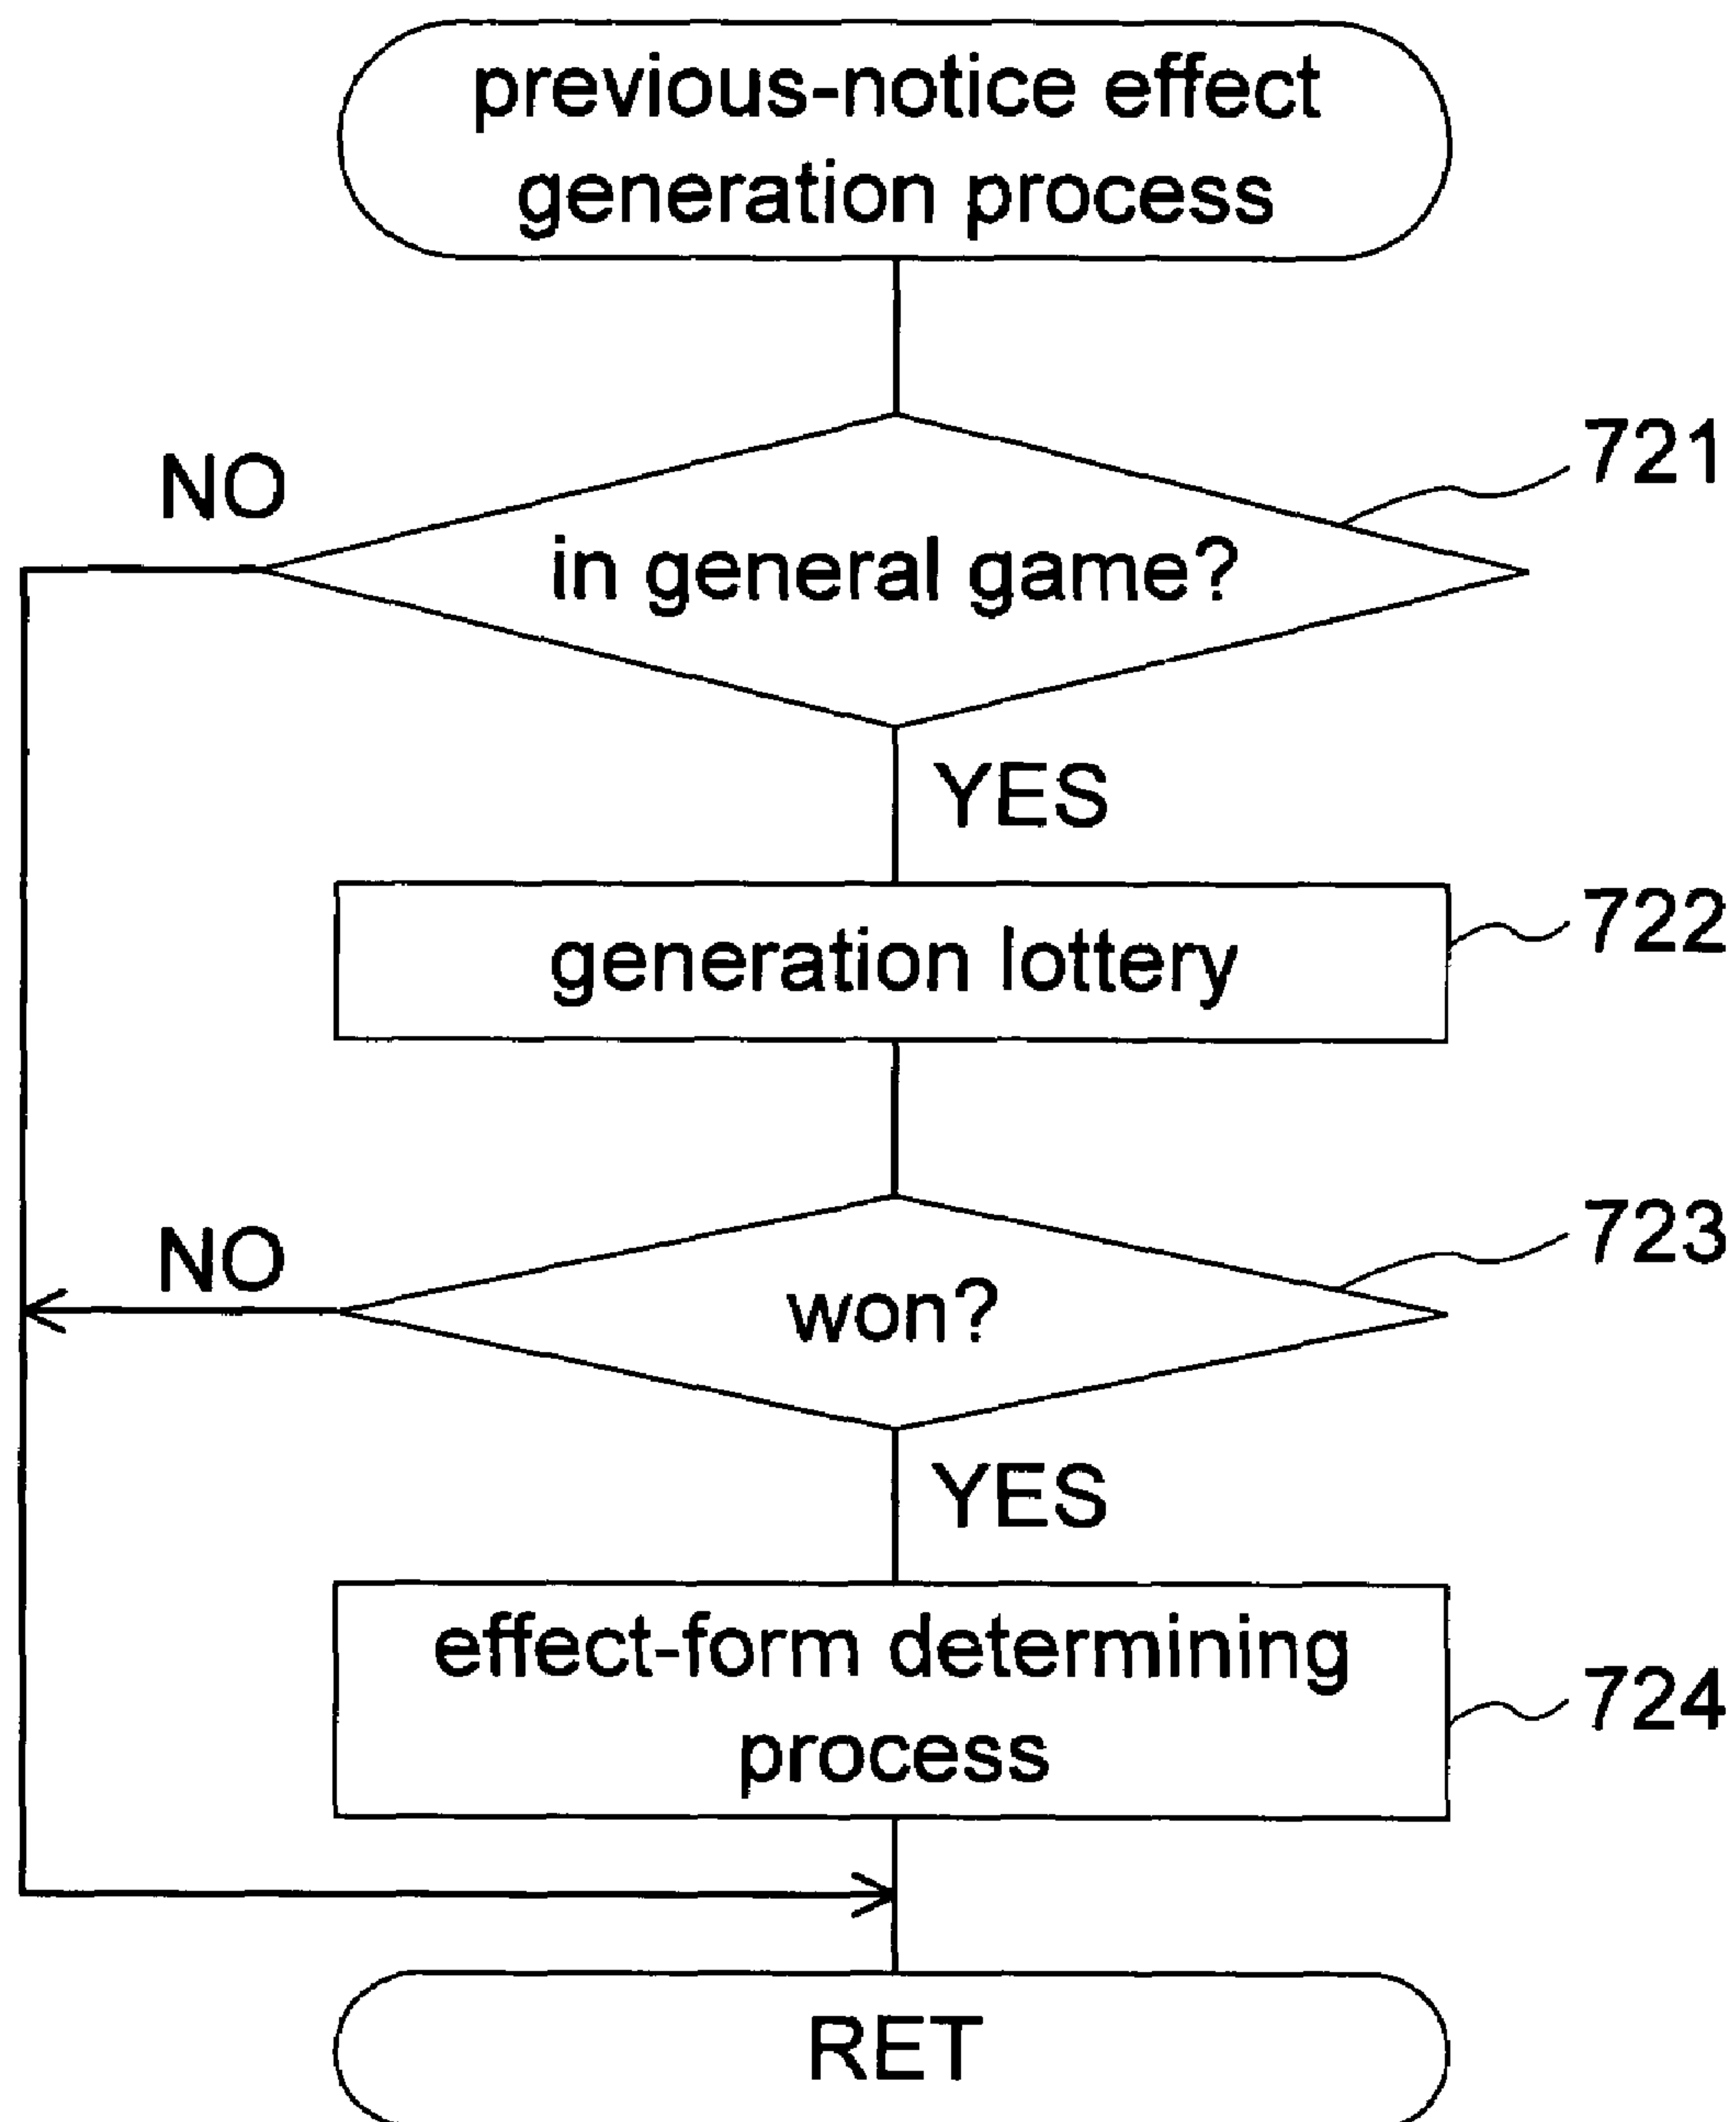 previous-notice effect
generation process
721
NO
in general game?
YES
722
generation lottery
723
NO
won?
YES
effect-form determining
724
process
RET